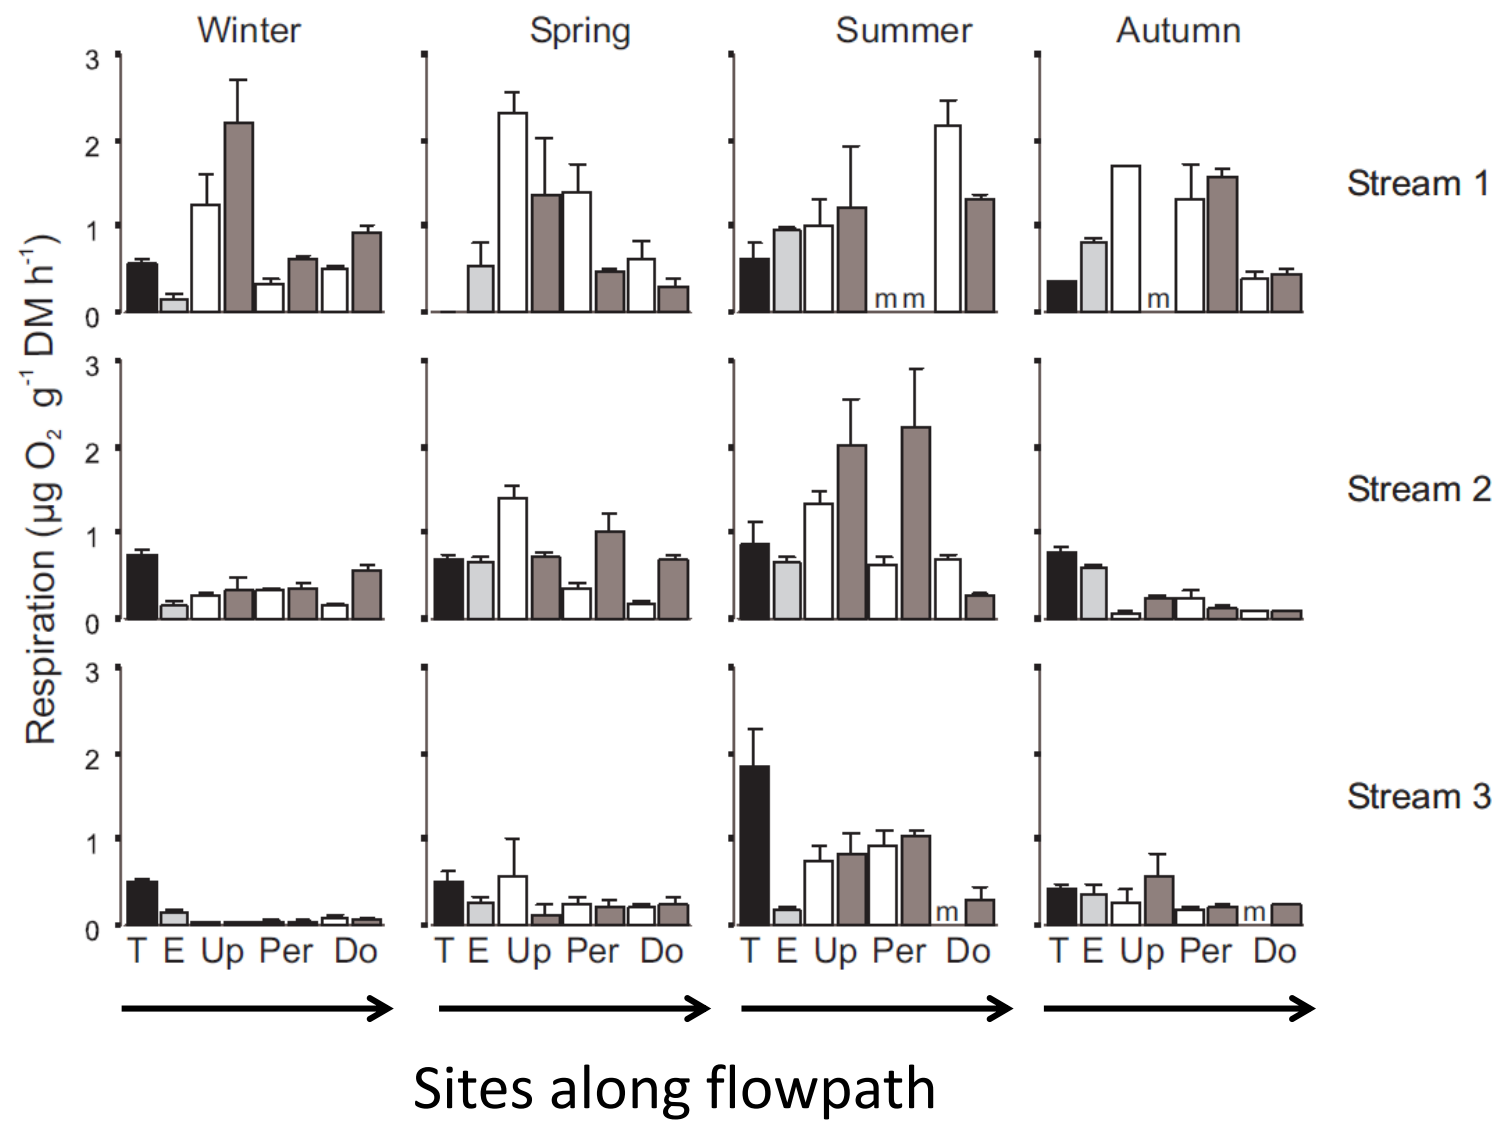 Winter Spring Summer Autumn
Respiration (µg O₂ g⁻¹ DM h⁻¹)
3
2
1
0
m m
m
Stream 1
3
2
1
0
Stream 2
3
2
1
0
m
m
Stream 3
T E Up Per Do T E Up Per Do T E Up Per Do T E Up Per Do
Sites along flowpath